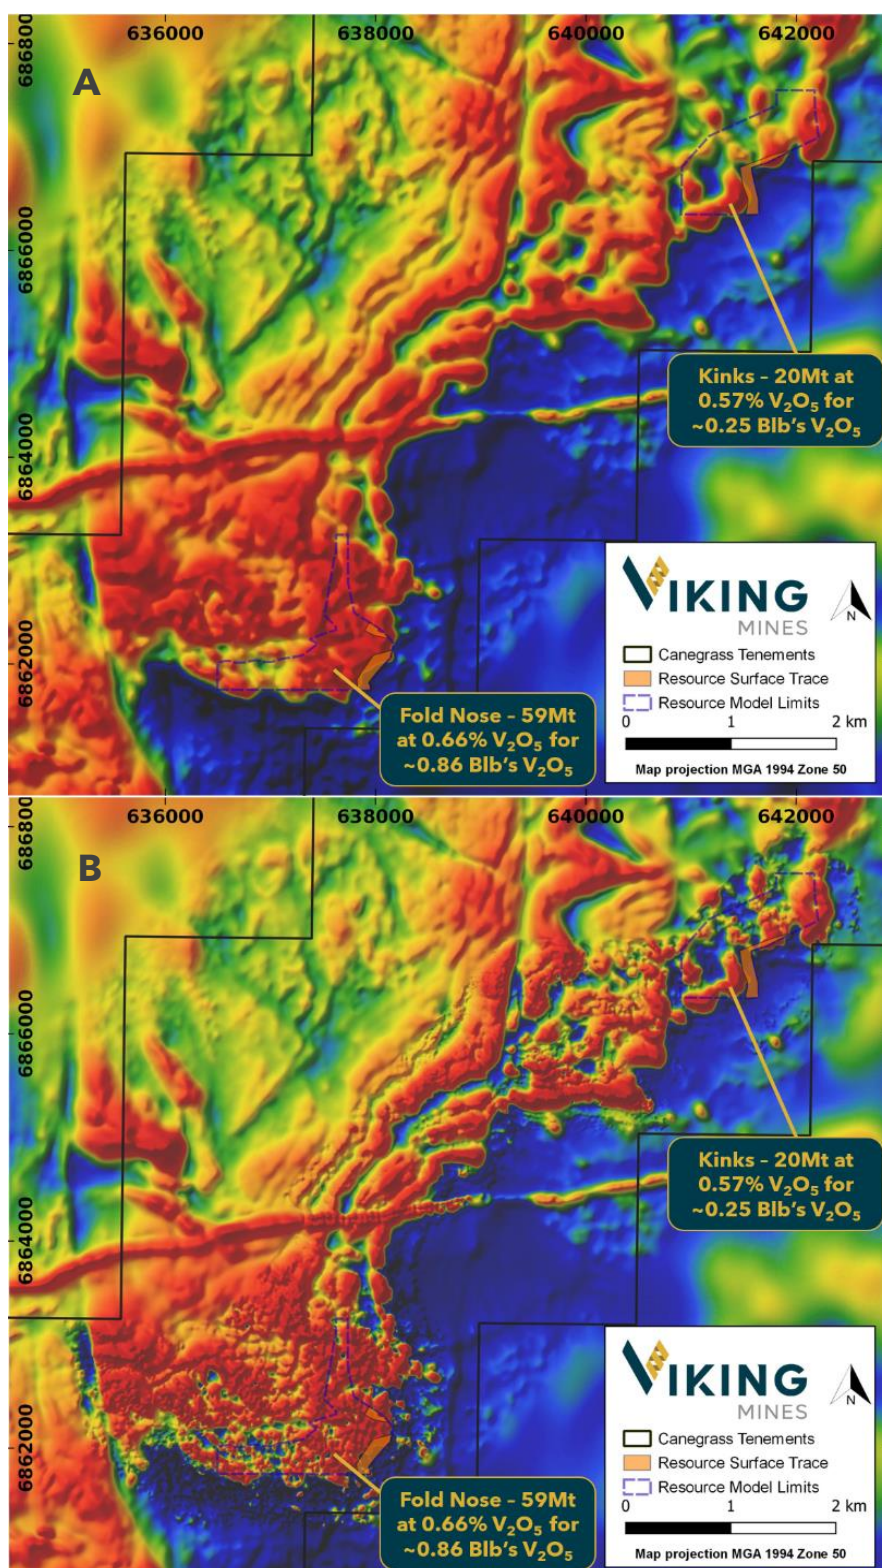 636000 638000 640000 642000
A
6868000
6866000
6864000
6862000
Kinks – 20Mt at
0.57% V₂O₅ for
~0.25 Blb's V₂O₅
Fold Nose – 59Mt
at 0.66% V₂O₅ for
~0.86 Blb's V₂O₅
VIKING
MINES
N
Canegrass Tenements
Resource Surface Trace
Resource Model Limits
0 1 2 km
Map projection MGA 1994 Zone 50
636000 638000 640000 642000
B
6868000
6866000
6864000
6862000
Kinks – 20Mt at
0.57% V₂O₅ for
~0.25 Blb's V₂O₅
Fold Nose – 59Mt
at 0.66% V₂O₅ for
~0.86 Blb's V₂O₅
VIKING
MINES
N
Canegrass Tenements
Resource Surface Trace
Resource Model Limits
0 1 2 km
Map projection MGA 1994 Zone 50